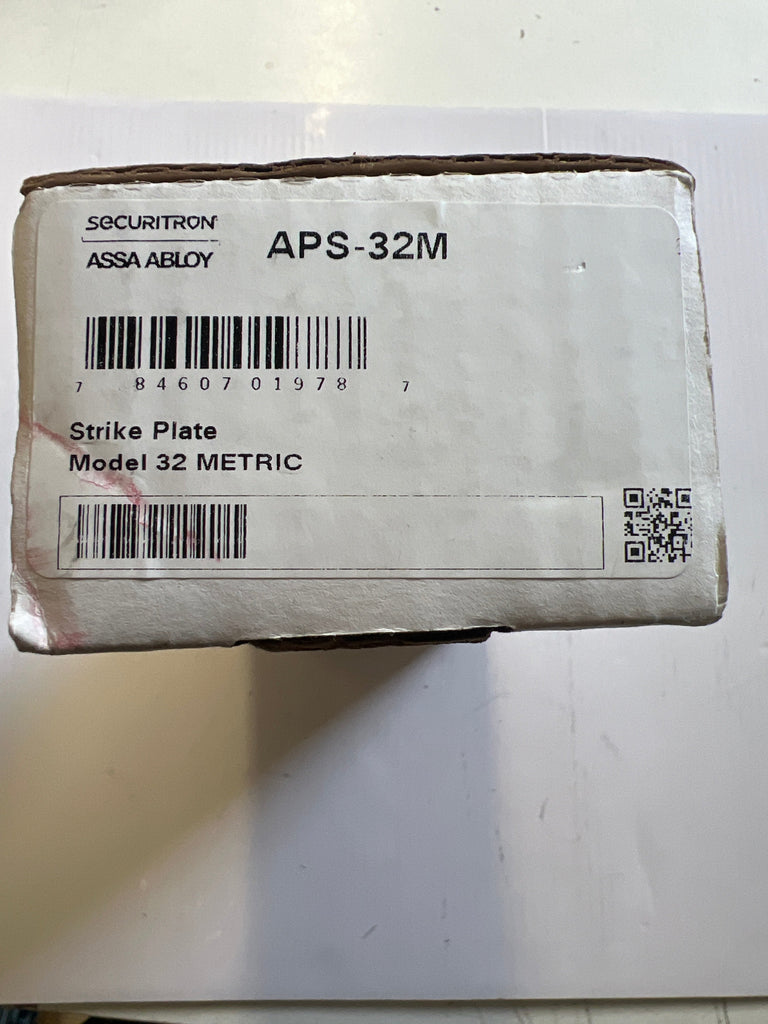 SECURITRON
ASSA ABLOY
APS-32M
7 84607 01978 7
Strike Plate
Model 32 METRIC